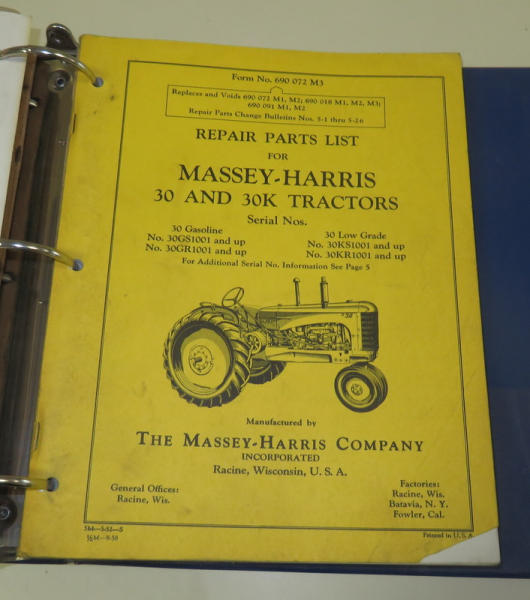 Form No. 690 072 M3
Replaces and Voids 690 072 M1, M2; 690 018 M1, M2, M3;
690 091 M1, M2
Repair Parts Change Bulletins Nos. 5-1 thru 5-26
REPAIR PARTS LIST
FOR
MASSEY-HARRIS
30 AND 30K TRACTORS
Serial Nos.
30 Gasoline
No. 30GS1001 and up
No. 30GR1001 and up
30 Low Grade
No. 30KS1001 and up
No. 30KR1001 and up
For Additional Serial No. Information See Page 5
30
Manufactured by
THE MASSEY-HARRIS COMPANY
INCORPORATED
Racine, Wisconsin, U. S. A.
General Offices:
Racine, Wis.
Factories:
Racine, Wis.
Batavia, N. Y.
Fowler, Cal.
5M—5-52—S
Printed in U. S. A.